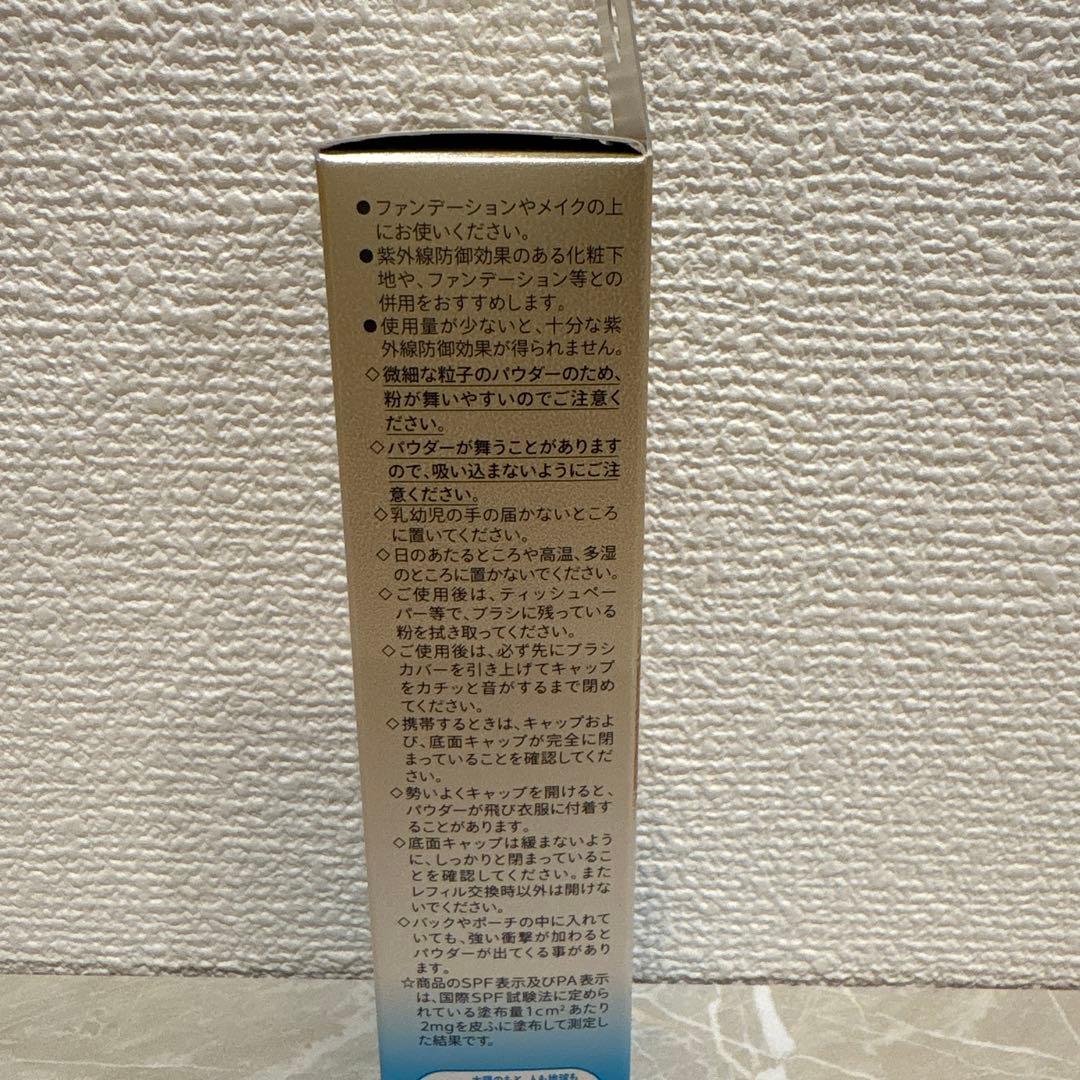 ●ファンデーションやメイクの上
にお使いください。
●紫外線防御効果のある化粧下
地や、ファンデーション等との
併用をおすすめします。
●使用量が少ないと、十分な紫
外線防御効果が得られません。
◇微細な粒子のパウダーのため、
粉が舞いやすいのでご注意く
ださい。
◇パウダーが舞うことがあります
ので、吸い込まないようにご注
意ください。
◇乳幼児の手の届かないところ
に置いてください。
◇日のあたるところや高温、多湿
のところに置かないでください。
◇ご使用後は、ティッシュペー
パー等で、ブラシに残っている
粉を拭き取ってください。
◇ご使用後は、必ず先にブラシ
カバーを引き上げてキャップ
をカチッと音がするまで閉め
てください。
◇携帯するときは、キャップおよ
び、底面キャップが完全に閉
まっていることを確認してくだ
さい。
◇勢いよくキャップを開けると、
パウダーが飛び衣服に付着す
ることがあります。
◇底面キャップは緩まないよう
に、しっかりと閉まっているこ
とを確認してください。また
レフィル交換時以外は開けな
いでください。
◇バックやポーチの中に入れて
いても、強い衝撃が加わると
パウダーが出てくる事があり
ます。
☆商品のSPF表示及びPA表示
は、国際SPF試験法に定めら
れている塗布量1cm²あたり
2mgを皮ふに塗布して測定し
た結果です。